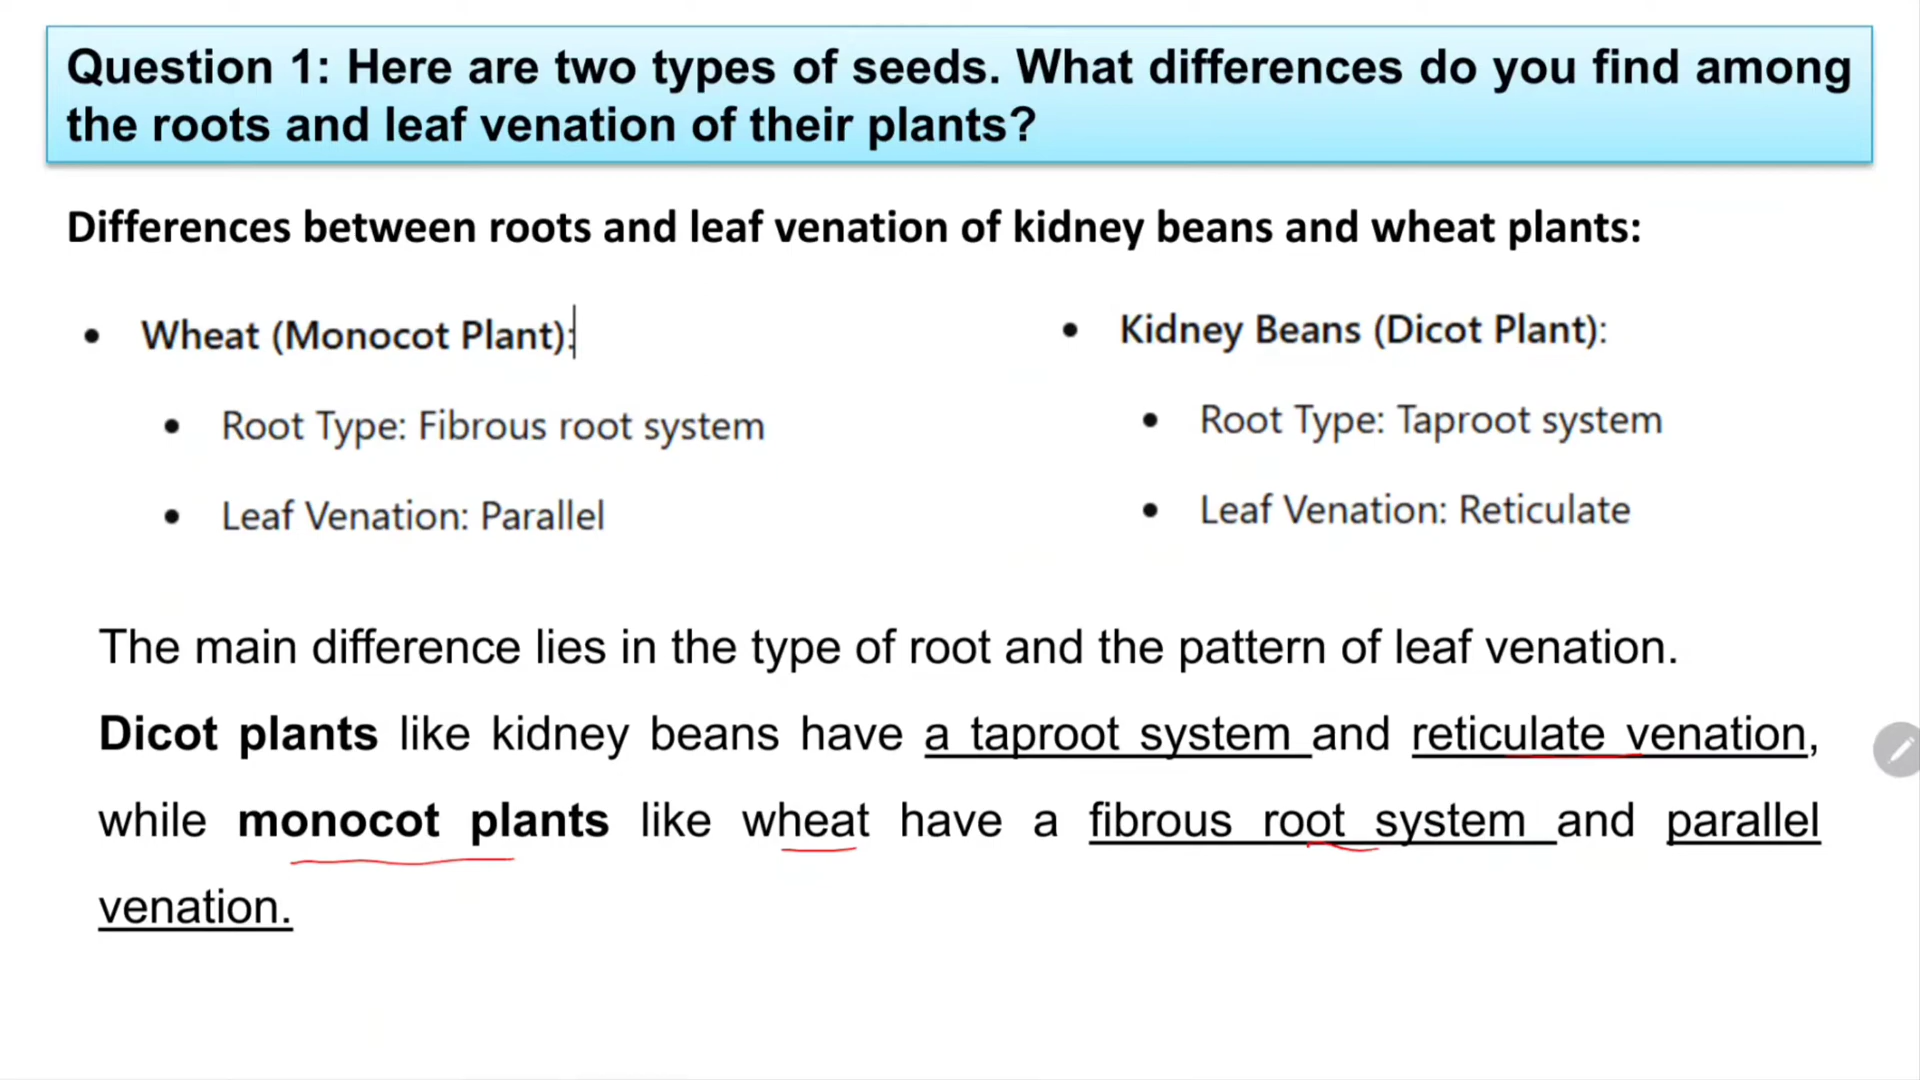 Question 1: Here are two types of seeds. What differences do you find among
the roots and leaf venation of their plants?
Differences between roots and leaf venation of kidney beans and wheat plants:
• Wheat (Monocot Plant):
• Root Type: Fibrous root system
• Leaf Venation: Parallel
• Kidney Beans (Dicot Plant):
• Root Type: Taproot system
• Leaf Venation: Reticulate
The main difference lies in the type of root and the pattern of leaf venation.
Dicot plants like kidney beans have a taproot system and reticulate venation,
while monocot plants like wheat have a fibrous root system and parallel
venation.